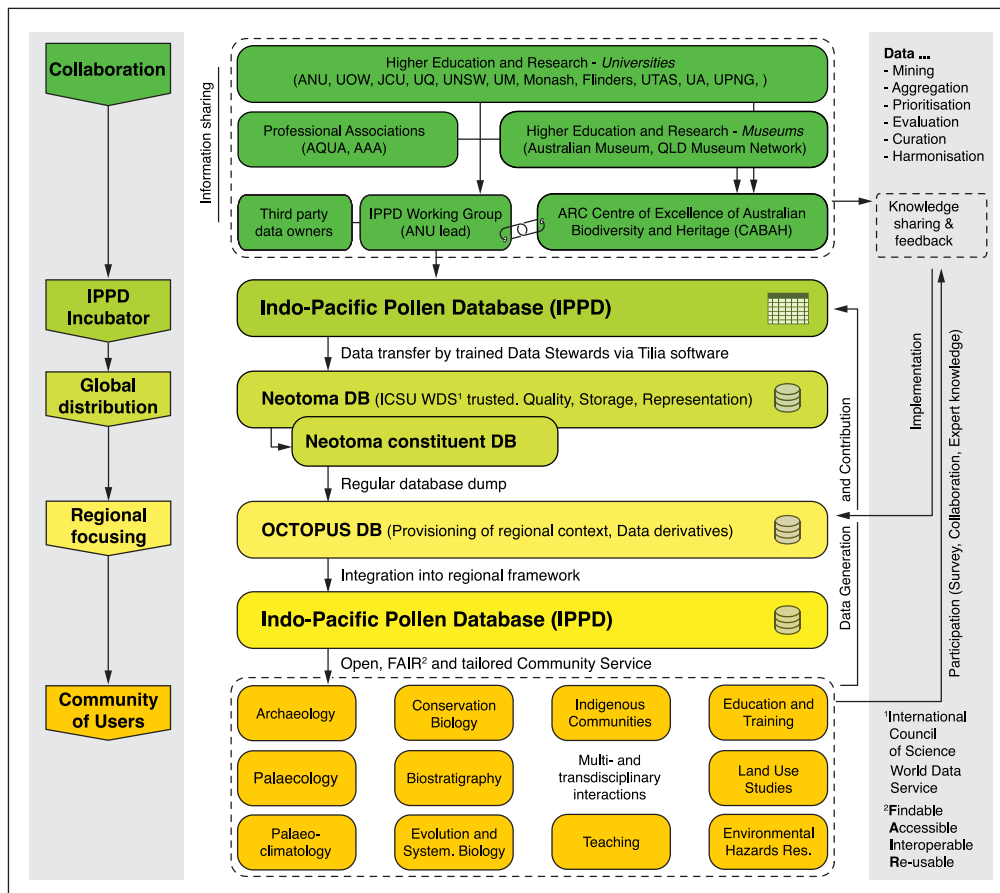 Collaboration
IPPD
Incubator
Global
distribution
Regional
focusing
Community
of Users
Information sharing
Higher Education and Research - Universities
(ANU, UOW, JCU, UQ, UNSW, UM, Monash, Flinders, UTAS, UA, UPNG, )
Professional Associations
(AQUA, AAA)
Higher Education and Research - Museums
(Australian Museum, QLD Museum Network)
Third party
data owners
IPPD Working Group
(ANU lead)
ARC Centre of Excellence of Australian
Biodiversity and Heritage (CABAH)
Indo-Pacific Pollen Database (IPPD)
Data transfer by trained Data Stewards via Tilia software
Neotoma DB (ICSU WDS¹ trusted. Quality, Storage, Representation)
Neotoma constituent DB
Regular database dump
OCTOPUS DB (Provisioning of regional context, Data derivatives)
Integration into regional framework
Indo-Pacific Pollen Database (IPPD)
Open, FAIR² and tailored Community Service
Archaeology
Conservation
Biology
Indigenous
Communities
Education and
Training
Palaecology
Biostratigraphy
Multi- and
transdisciplinary
interactions
Land Use
Studies
Palaeo-
climatology
Evolution and
System. Biology
Teaching
Environmental
Hazards Res.
Data Generation and Contribution
Data ...
- Mining
- Aggregation
- Prioritisation
- Evaluation
- Curation
- Harmonisation
Knowledge
sharing &
feedback
Implementation
Participation (Survey, Collaboration, Expert knowledge)
¹International
Council
of Science
World Data
Service
²Findable
Accessible
Interoperable
Re-usable